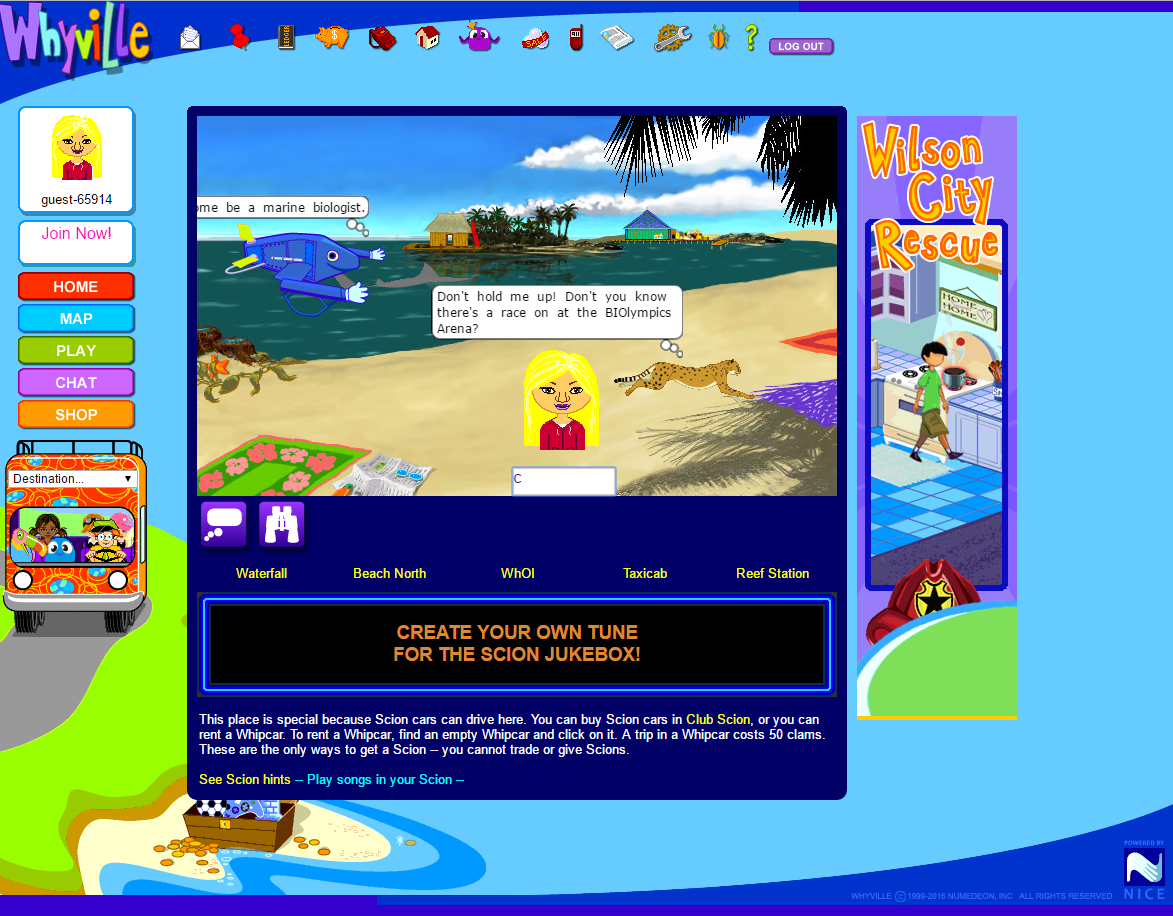 Whyville
LEDGER
SALE
?
LOG OUT
guest-65914
Join Now!
HOME
MAP
PLAY
CHAT
SHOP
Destination...
ome be a marine biologist.
Don't hold me up! Don't you know
there's a race on at the BIOlympics
Arena?
C
Waterfall Beach North WhOI Taxicab Reef Station
CREATE YOUR OWN TUNE
FOR THE SCION JUKEBOX!
This place is special because Scion cars can drive here. You can buy Scion cars in Club Scion, or you can
rent a Whipcar. To rent a Whipcar, find an empty Whipcar and click on it. A trip in a Whipcar costs 50 clams.
These are the only ways to get a Scion -- you cannot trade or give Scions.
See Scion hints -- Play songs in your Scion --
Wilson
City
Rescue
HOME
HOME
POWERED BY
NICE
WHYVILLE © 1999-2016 NUMEDEON, INC ALL RIGHTS RESERVED